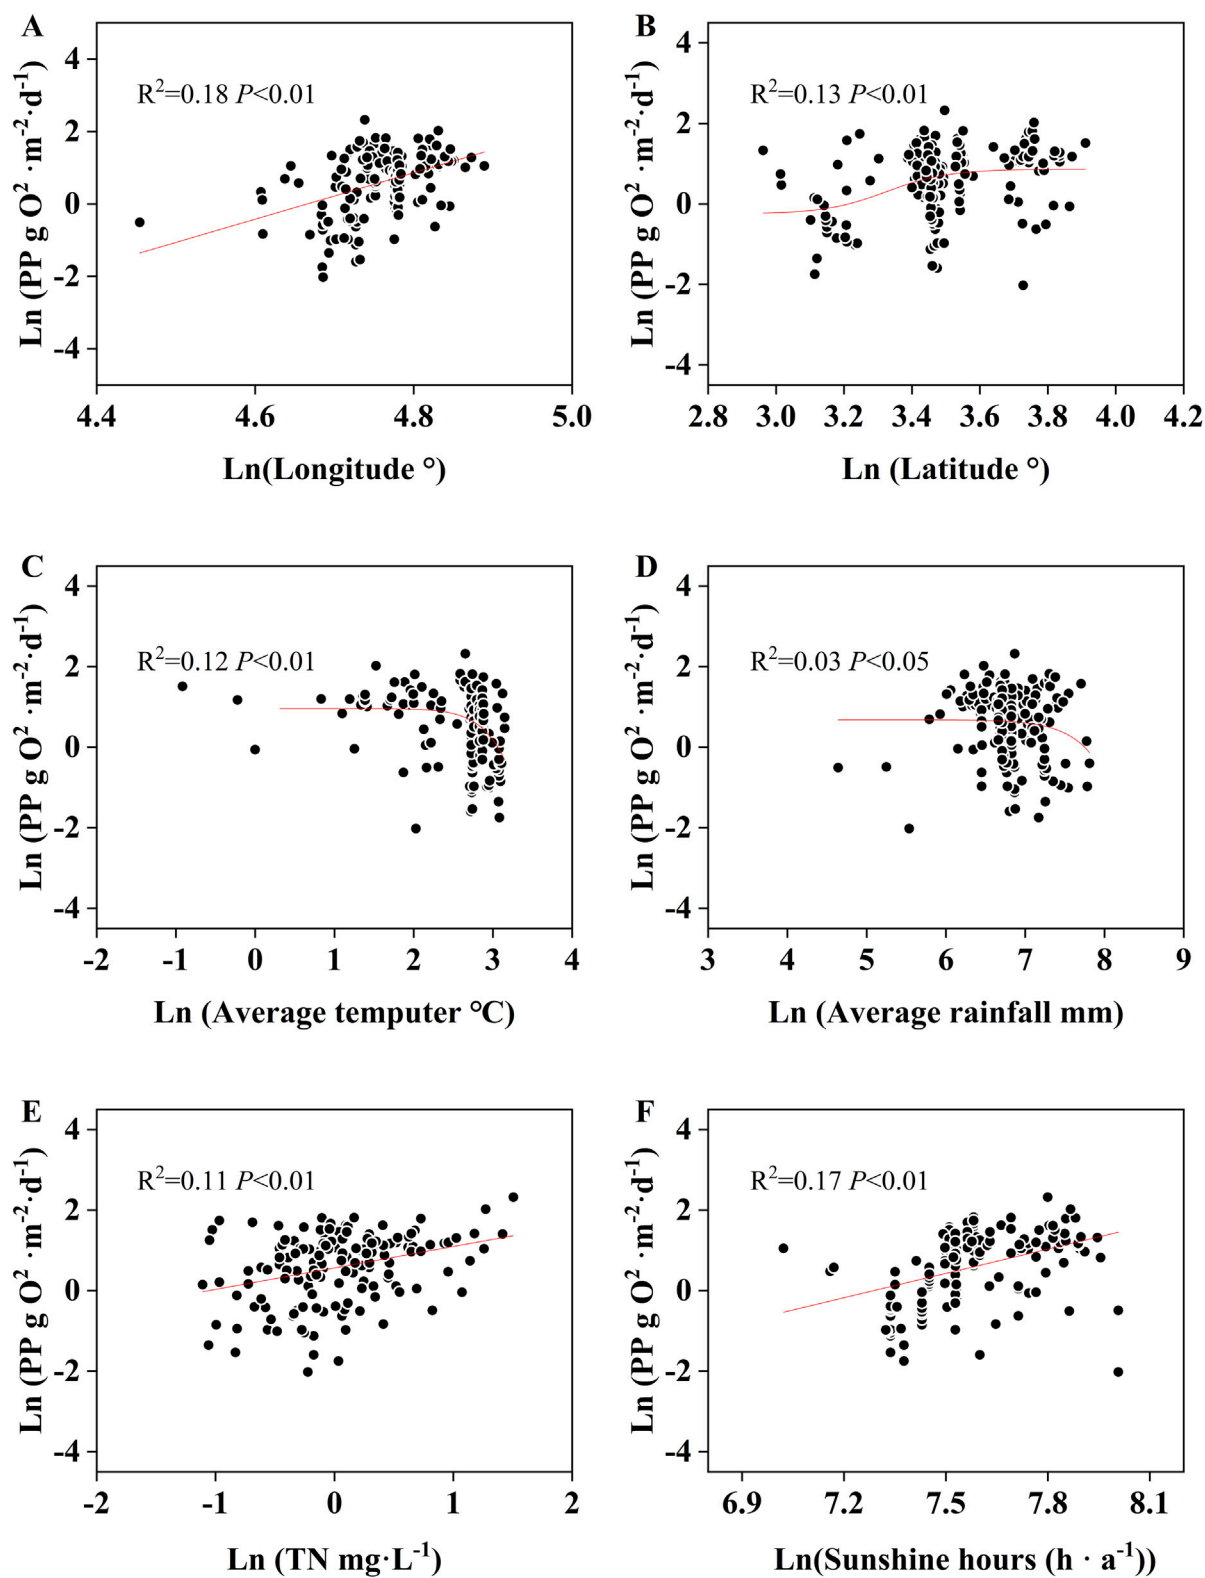 A
Ln (PP g O² ·m⁻²·d⁻¹)
4
2
0
-2
-4
R²=0.18 P<0.01
4.4 4.6 4.8 5.0
Ln(Longitude °)
B
Ln (PP g O² ·m⁻²·d⁻¹)
4
2
0
-2
-4
R²=0.13 P<0.01
2.8 3.0 3.2 3.4 3.6 3.8 4.0 4.2
Ln (Latitude °)
C
Ln (PP g O² ·m⁻²·d⁻¹)
4
2
0
-2
-4
R²=0.12 P<0.01
-2 -1 0 1 2 3 4
Ln (Average temputer °C)
D
Ln (PP g O² ·m⁻²·d⁻¹)
4
2
0
-2
-4
R²=0.03 P<0.05
3 4 5 6 7 8 9
Ln (Average rainfall mm)
E
Ln (PP g O² ·m⁻²·d⁻¹)
4
2
0
-2
-4
R²=0.11 P<0.01
-2 -1 0 1 2
Ln (TN mg·L⁻¹)
F
Ln (PP g O² ·m⁻²·d⁻¹)
4
2
0
-2
-4
R²=0.17 P<0.01
6.9 7.2 7.5 7.8 8.1
Ln(Sunshine hours (h · a⁻¹))